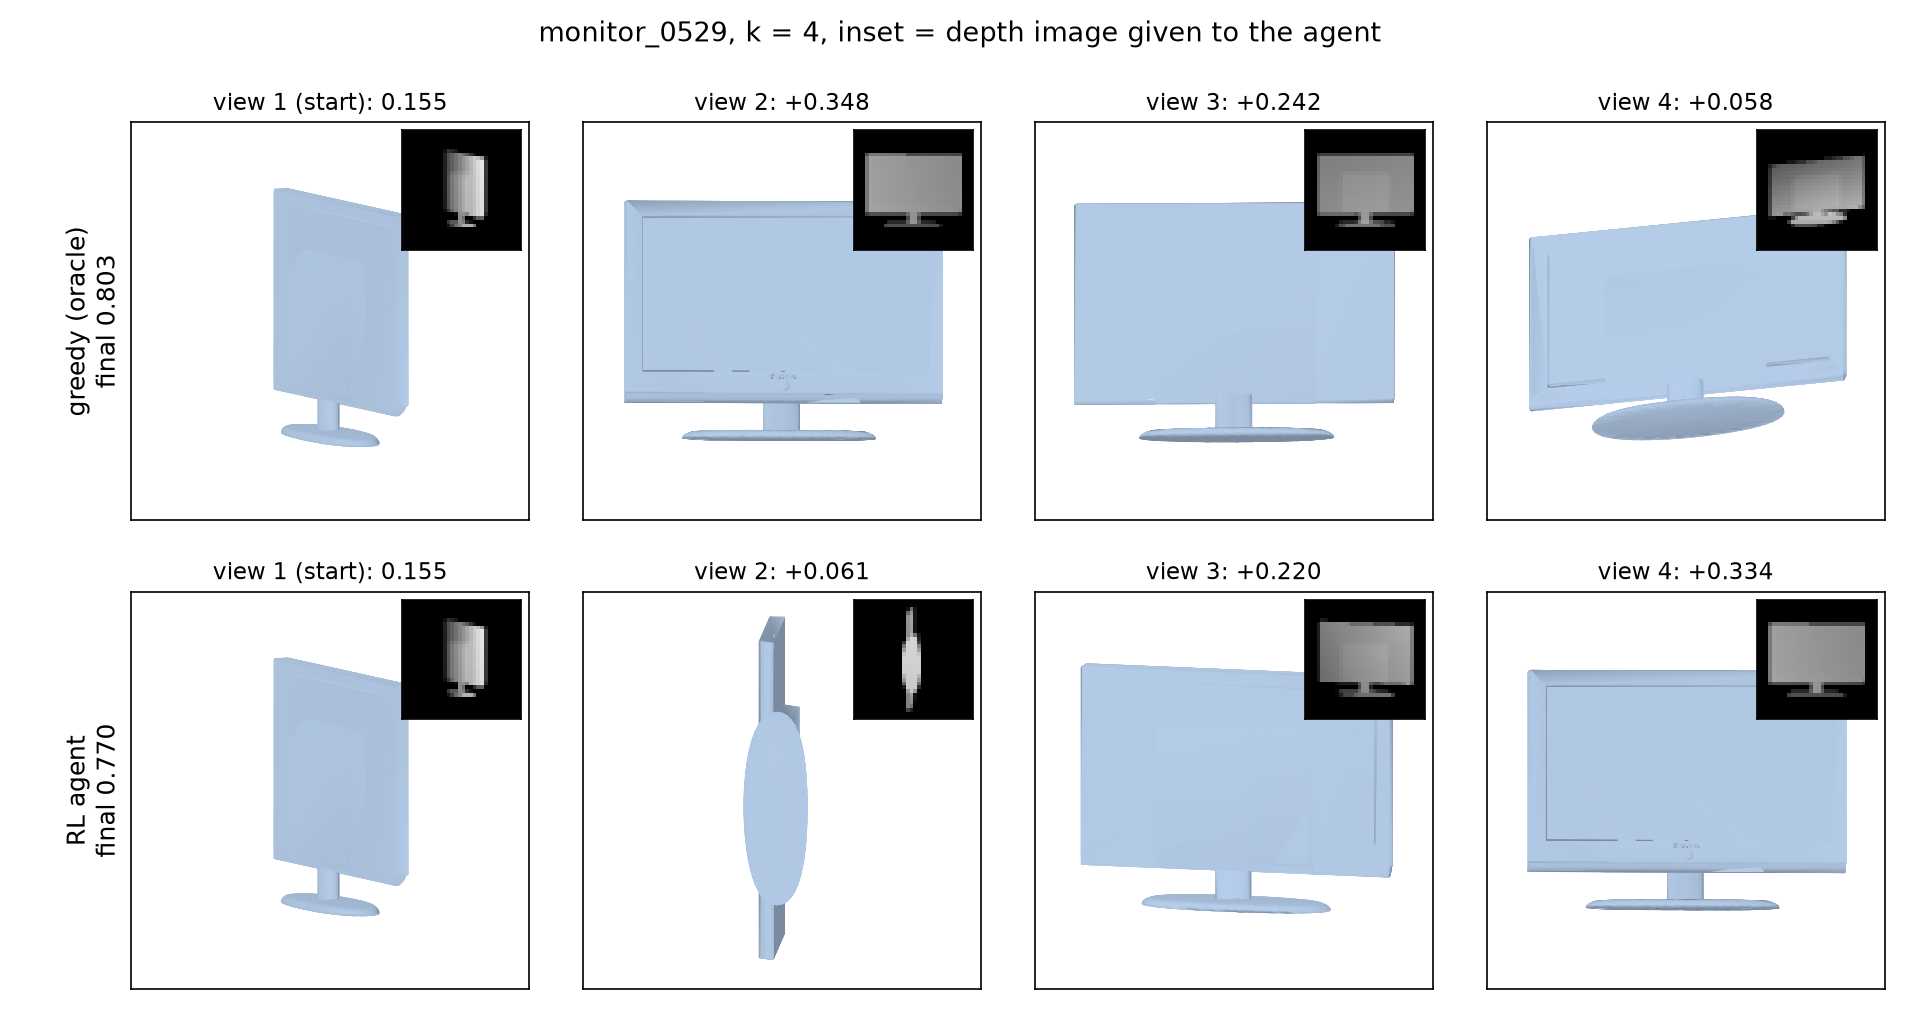 monitor_0529, k = 4, inset = depth image given to the agent
greedy (oracle)
final 0.803
view 1 (start): 0.155
view 2: +0.348
view 3: +0.242
view 4: +0.058
RL agent
final 0.770
view 1 (start): 0.155
view 2: +0.061
view 3: +0.220
view 4: +0.334